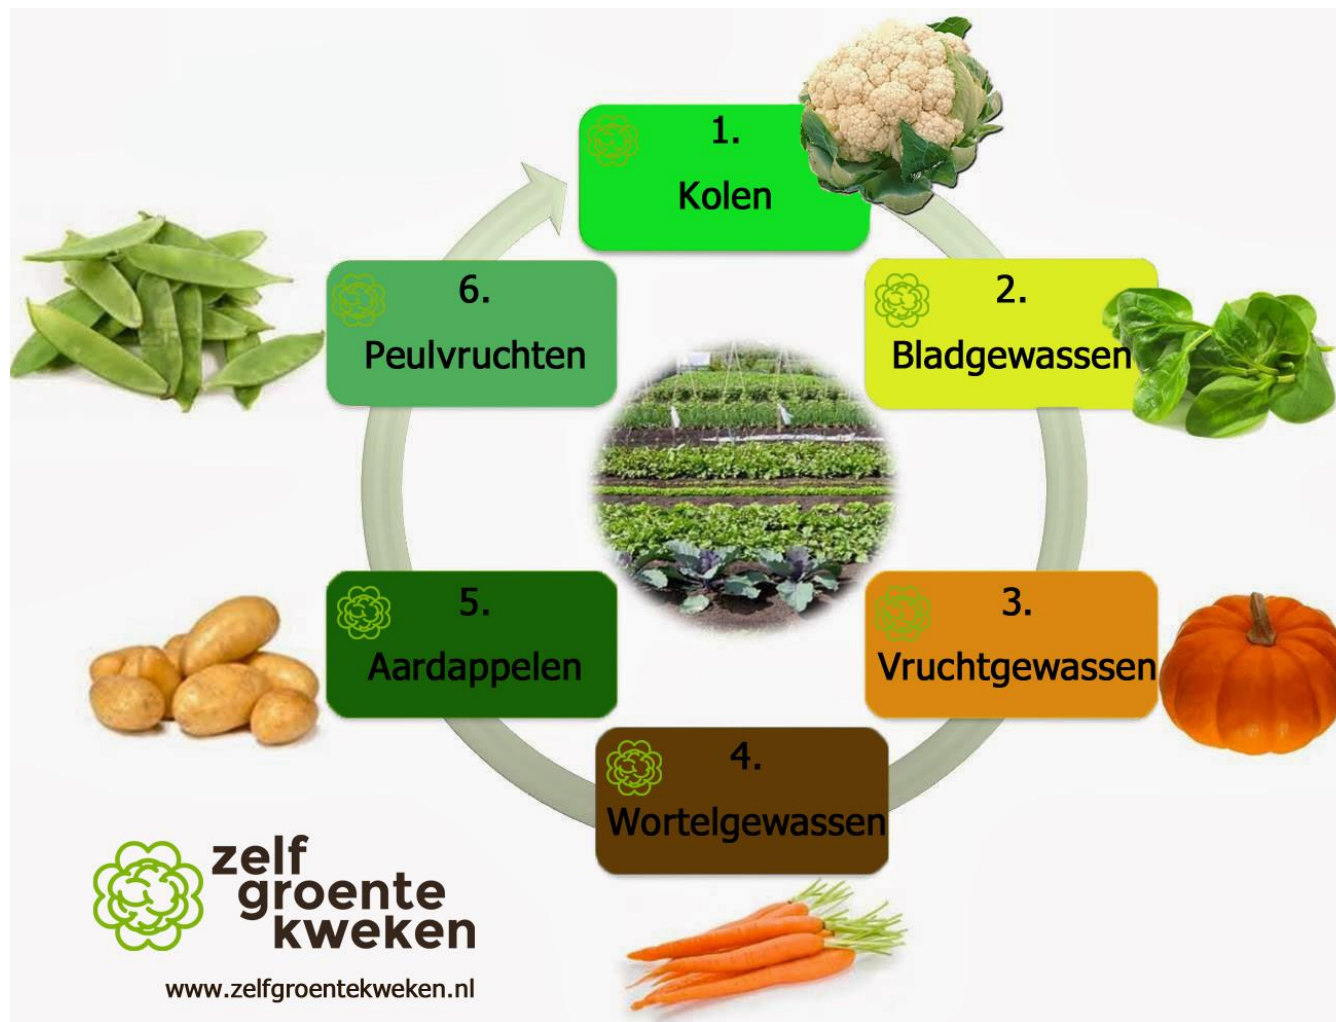 1.
Kolen
2.
Bladgewassen
3.
Vruchtgewassen
4.
Wortelgewassen
5.
Aardappelen
6.
Peulvruchten
zelf
groente
kweken
www.zelfgroentekweken.nl